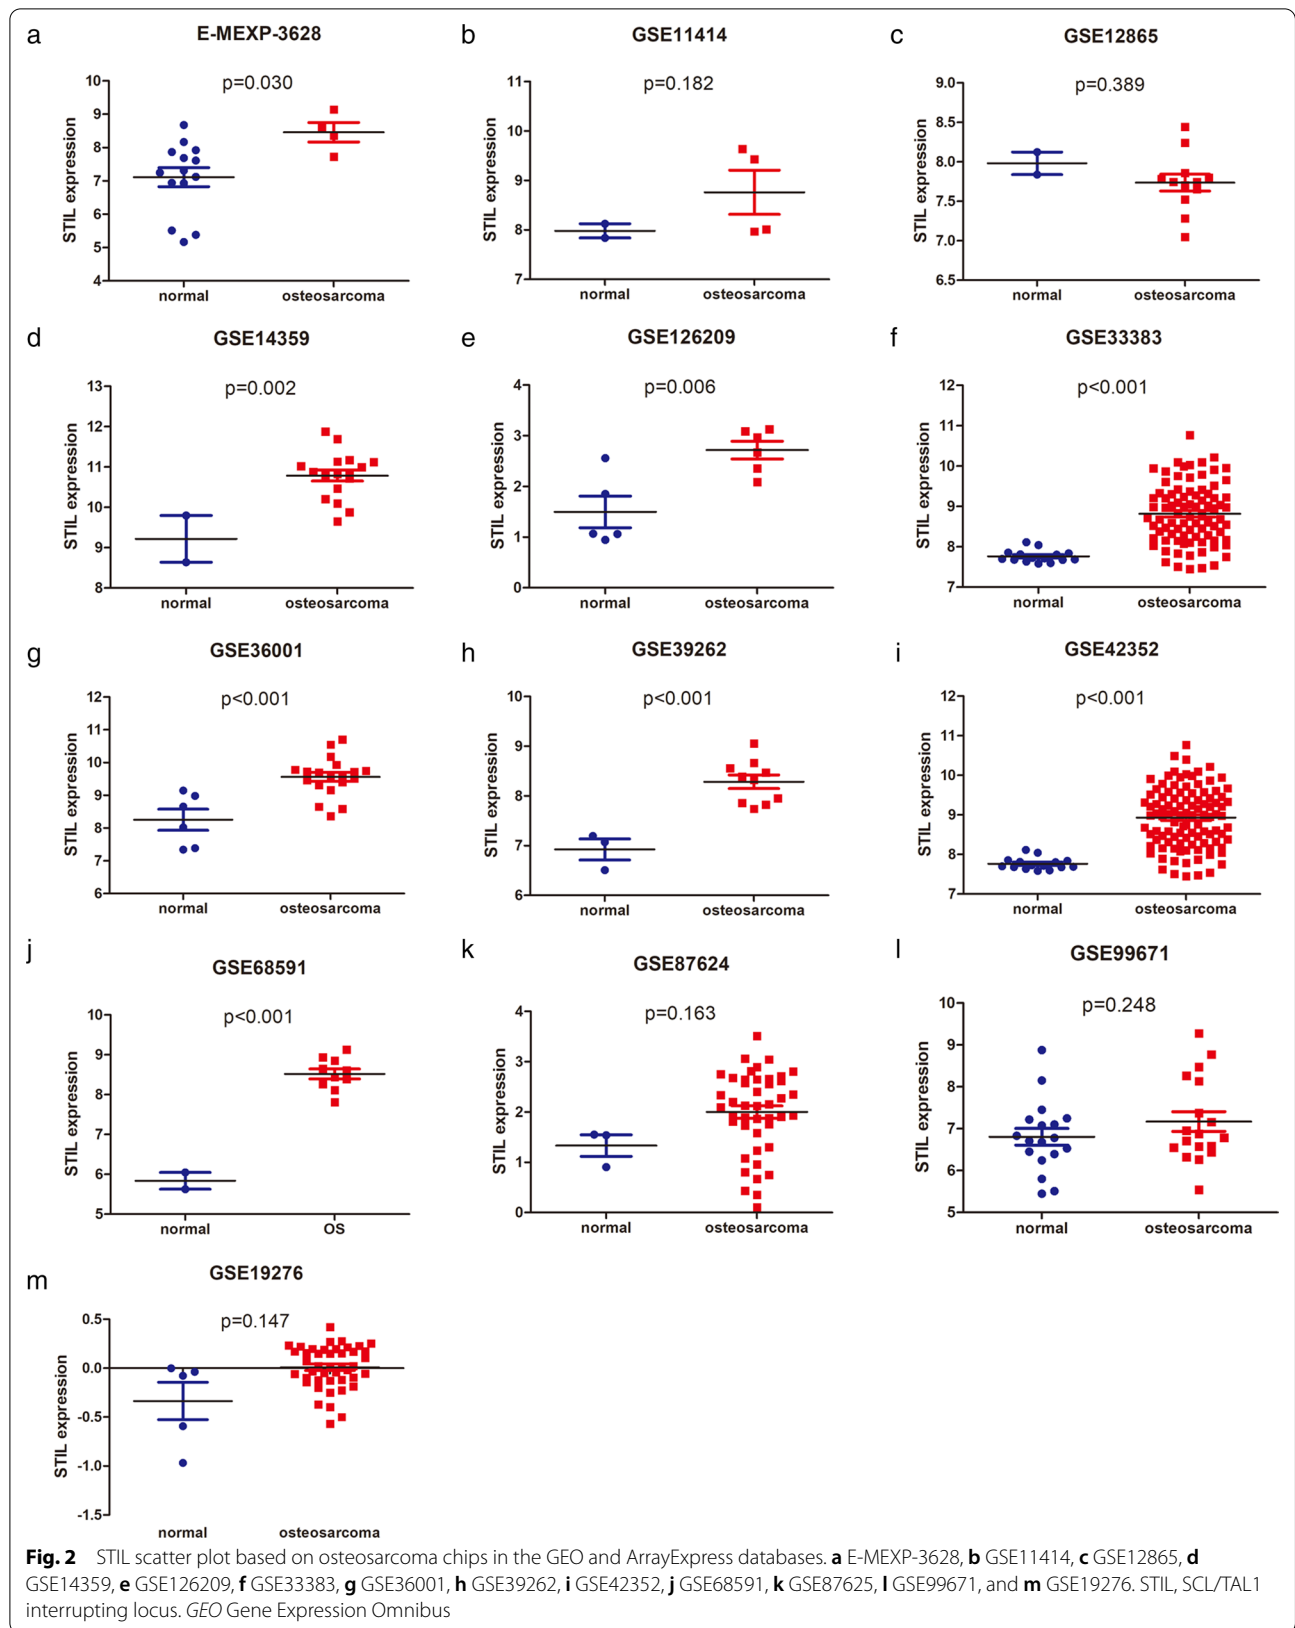 a
E-MEXP-3628
p=0.030
STIL expression
10
9
8
7
6
5
4
normal
osteosarcoma
b
GSE11414
p=0.182
STIL expression
11
10
9
8
7
normal
osteosarcoma
c
GSE12865
p=0.389
STIL expression
9.0
8.5
8.0
7.5
7.0
6.5
normal
osteosarcoma
d
GSE14359
p=0.002
STIL expression
13
12
11
10
9
8
normal
osteosarcoma
e
GSE126209
p=0.006
STIL expression
4
3
2
1
0
normal
osteosarcoma
f
GSE33383
p<0.001
STIL expression
12
11
10
9
8
7
normal
osteosarcoma
g
GSE36001
p<0.001
STIL expression
12
11
10
9
8
7
6
normal
osteosarcoma
h
GSE39262
p<0.001
STIL expression
10
9
8
7
6
normal
osteosarcoma
i
GSE42352
p<0.001
STIL expression
12
11
10
9
8
7
normal
osteosarcoma
j
GSE68591
p<0.001
STIL expression
10
9
8
7
6
5
normal
OS
k
GSE87624
p=0.163
STIL expression
4
3
2
1
0
normal
osteosarcoma
l
GSE99671
p=0.248
STIL expression
10
9
8
7
6
5
normal
osteosarcoma
m
GSE19276
p=0.147
STIL expression
0.5
0.0
-0.5
-1.0
-1.5
normal
osteosarcoma
Fig. 2 STIL scatter plot based on osteosarcoma chips in the GEO and ArrayExpress databases. a E-MEXP-3628, b GSE11414, c GSE12865, d
GSE14359, e GSE126209, f GSE33383, g GSE36001, h GSE39262, i GSE42352, j GSE68591, k GSE87625, l GSE99671, and m GSE19276. STIL, SCL/TAL1
interrupting locus. GEO Gene Expression Omnibus